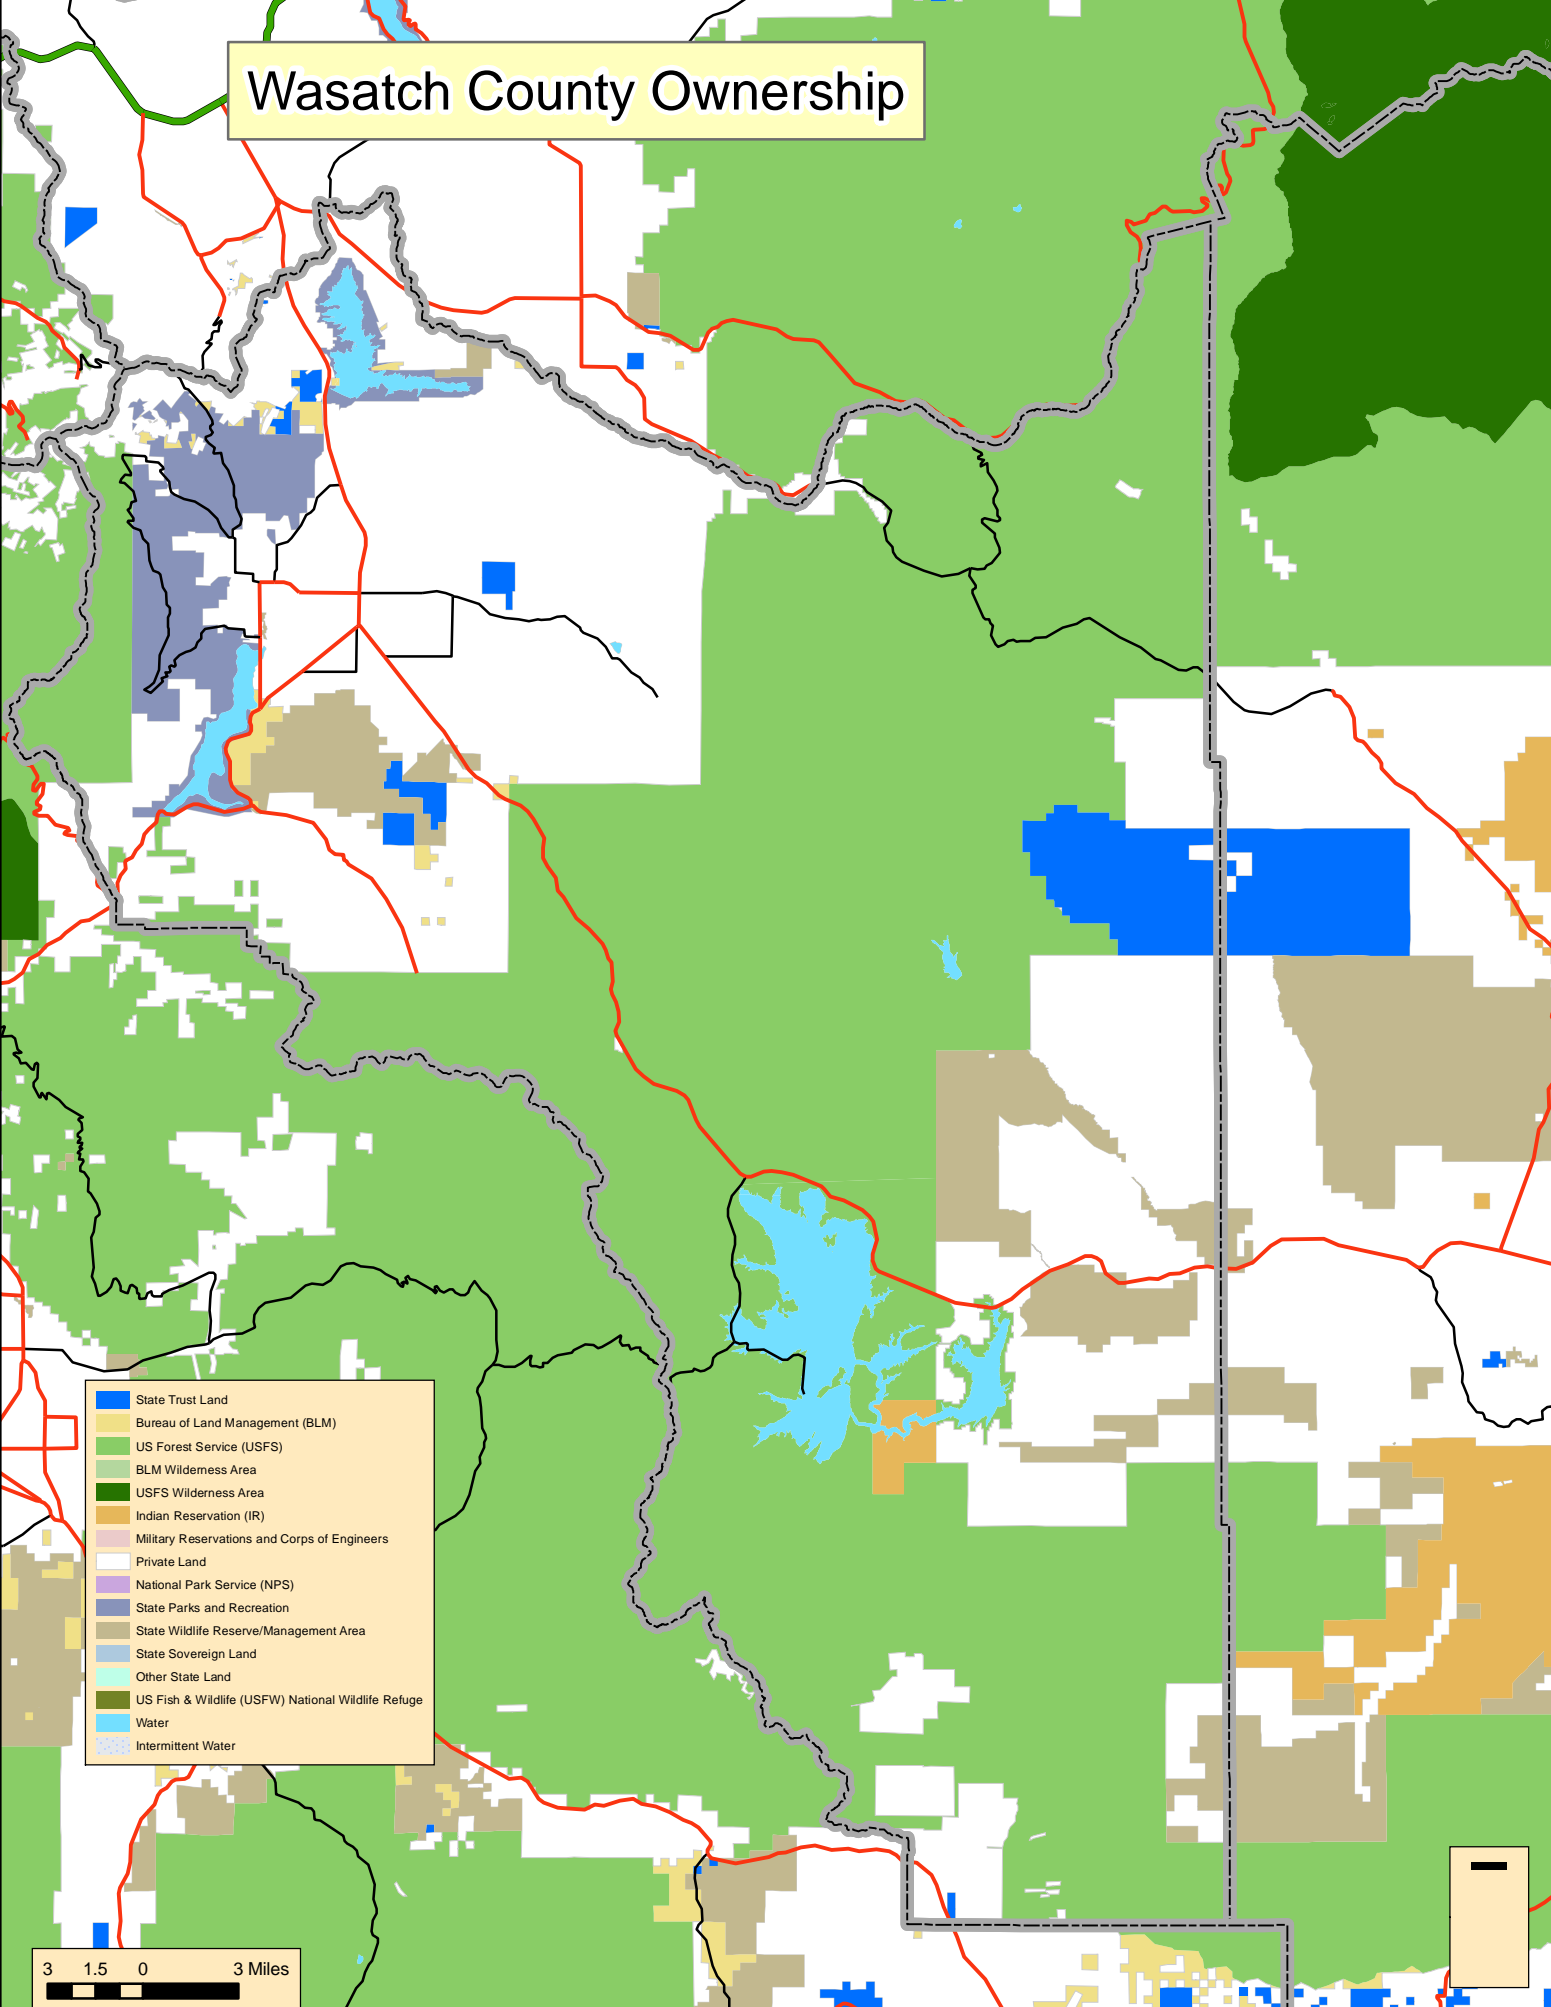 Wasatch County Ownership
State Trust Land
Bureau of Land Management (BLM)
US Forest Service (USFS)
BLM Wilderness Area
USFS Wilderness Area
Indian Reservation (IR)
Military Reservations and Corps of Engineers
Private Land
National Park Service (NPS)
State Parks and Recreation
State Wildlife Reserve/Management Area
State Sovereign Land
Other State Land
US Fish & Wildlife (USFW) National Wildlife Refuge
Water
Intermittent Water
3 1.5 0 3 Miles